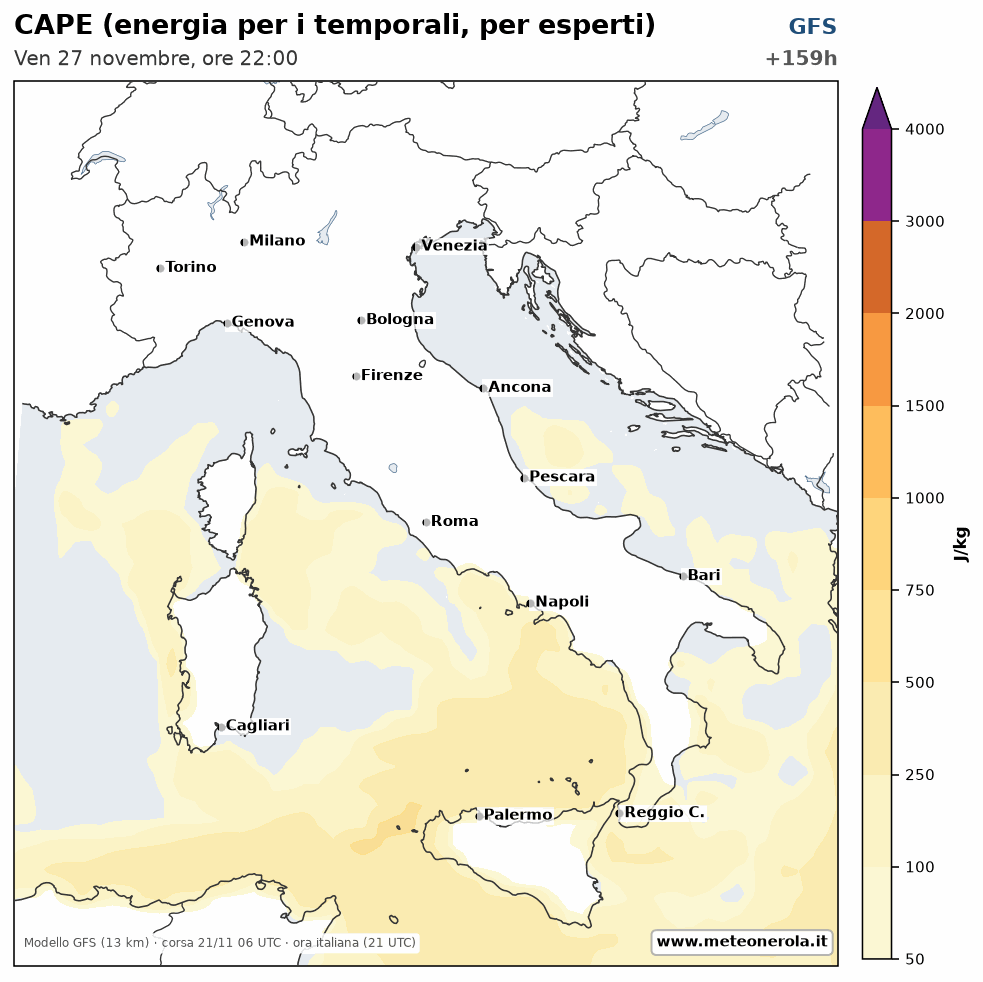 CAPE (energia per i temporali, per esperti)
GFS
Ven 27 novembre, ore 22:00
+159h
4000
3000
2000
1500
1000
750
500
250
100
50
J/kg
Milano
Venezia
Torino
Genova
Bologna
Firenze
Ancona
Pescara
Roma
Bari
Napoli
Cagliari
Palermo
Reggio C.
Modello GFS (13 km) · corsa 21/11 06 UTC · ora italiana (21 UTC)
www.meteonerola.it